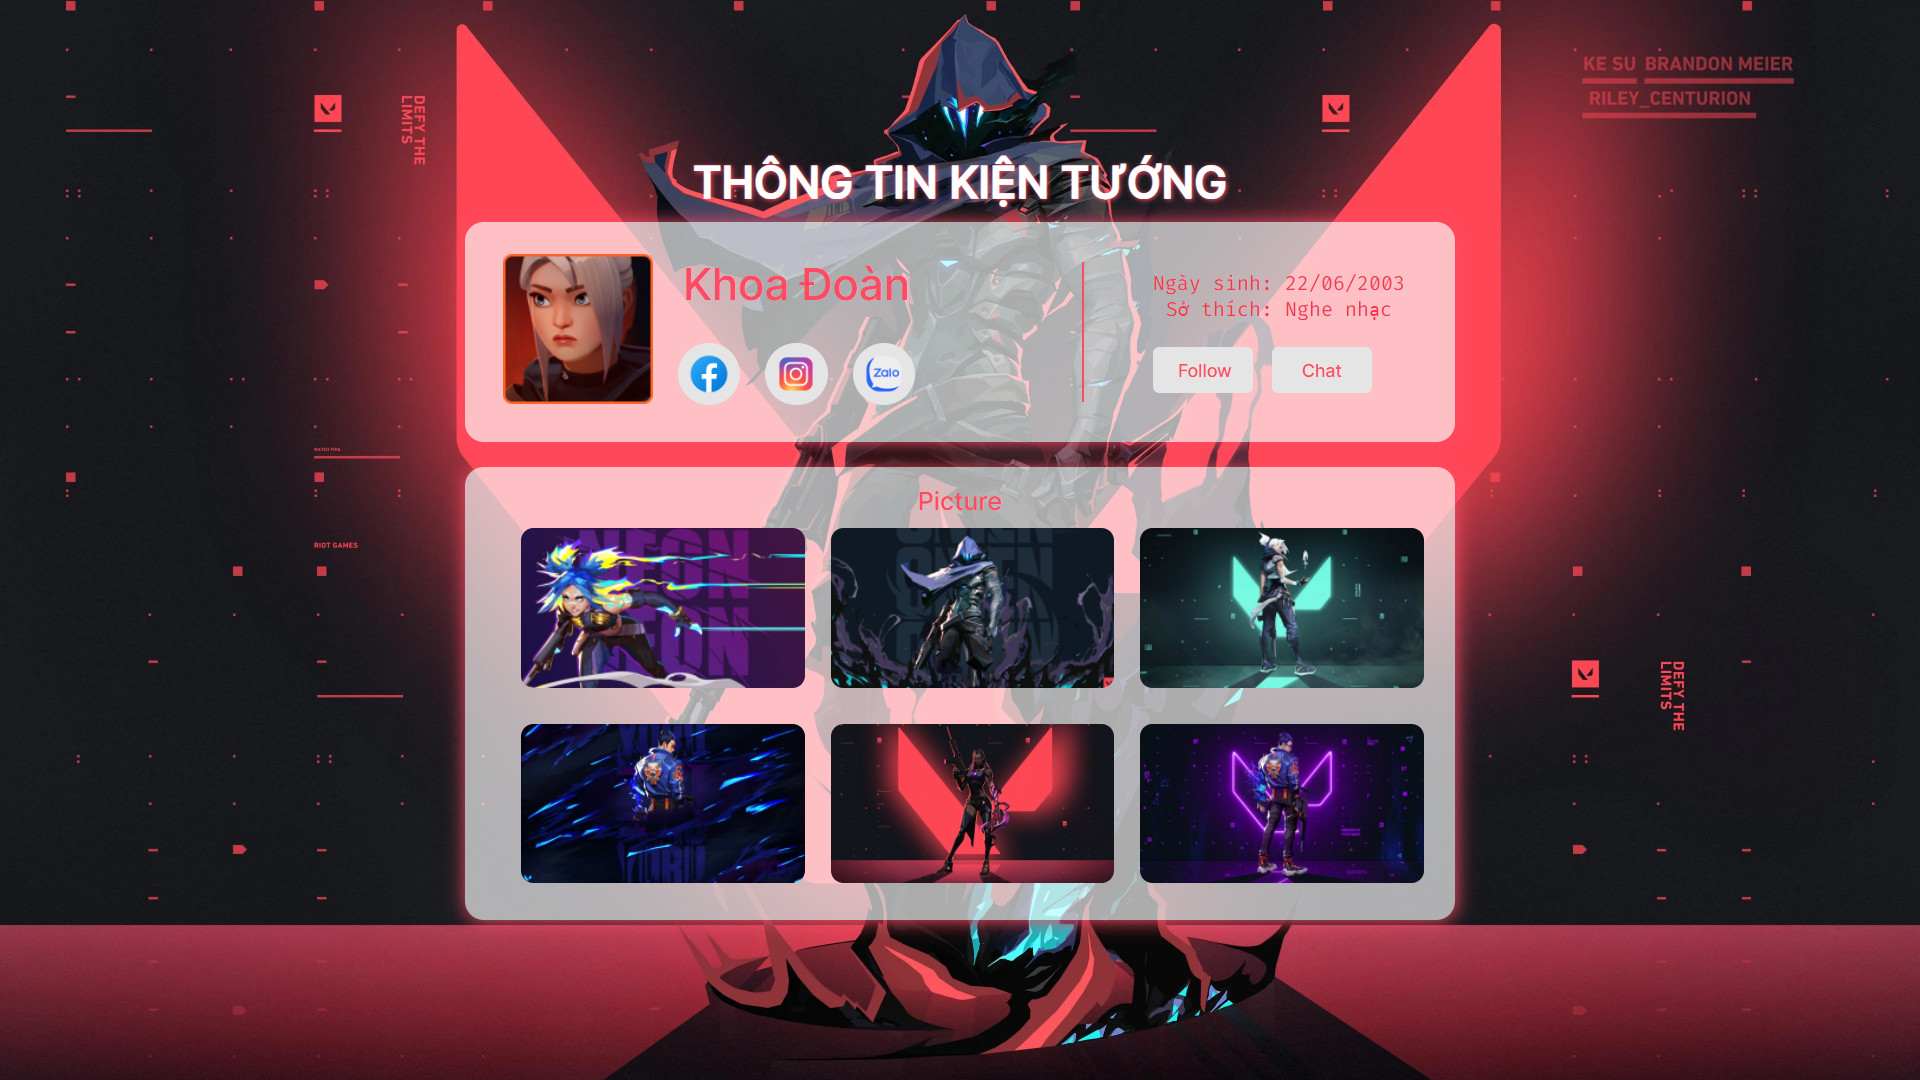 KE SU BRANDON MEIER
RILEY_CENTURION
DEFY THE
LIMITS
THÔNG TIN KIỆN TƯỚNG
Khoa Đoàn
Zalo
Ngày sinh: 22/06/2003
Sở thích: Nghe nhạc
Follow
Chat
WATCH THIS.
RIOT GAMES
Picture
NEON
DEFY THE
LIMITS